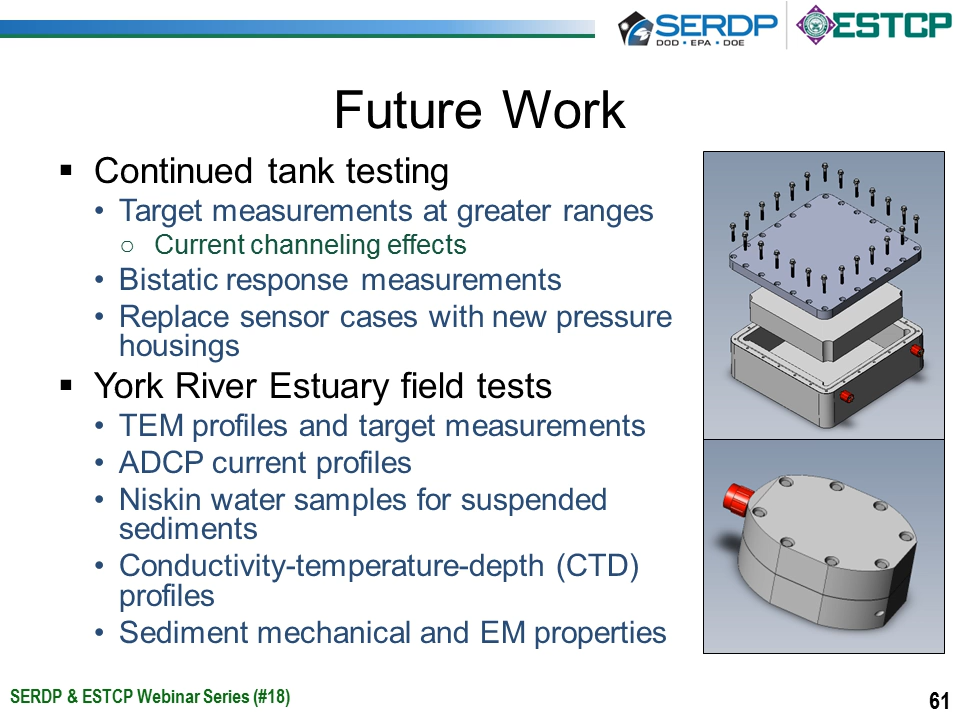 SERDP
DOD • EPA • DOE
ESTCP
Future Work
▪ Continued tank testing
• Target measurements at greater ranges
○ Current channeling effects
• Bistatic response measurements
• Replace sensor cases with new pressure
housings
▪ York River Estuary field tests
• TEM profiles and target measurements
• ADCP current profiles
• Niskin water samples for suspended
sediments
• Conductivity-temperature-depth (CTD)
profiles
• Sediment mechanical and EM properties
SERDP & ESTCP Webinar Series (#18)
61